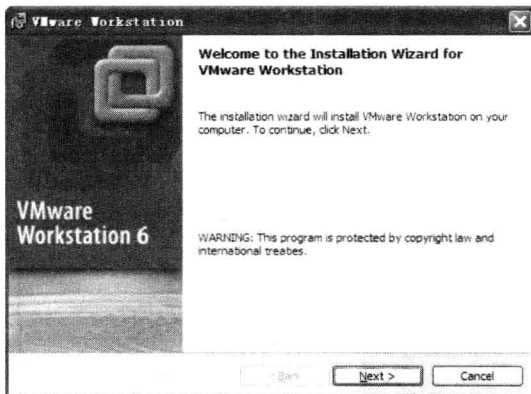 VMware Workstation
Welcome to the Installation Wizard for
VMware Workstation
The installation wizard will install VMware Workstation on your
computer. To continue, click Next.
VMware
Workstation 6
WARNING: This program is protected by copyright law and
international treaties.
< Back
Next >
Cancel